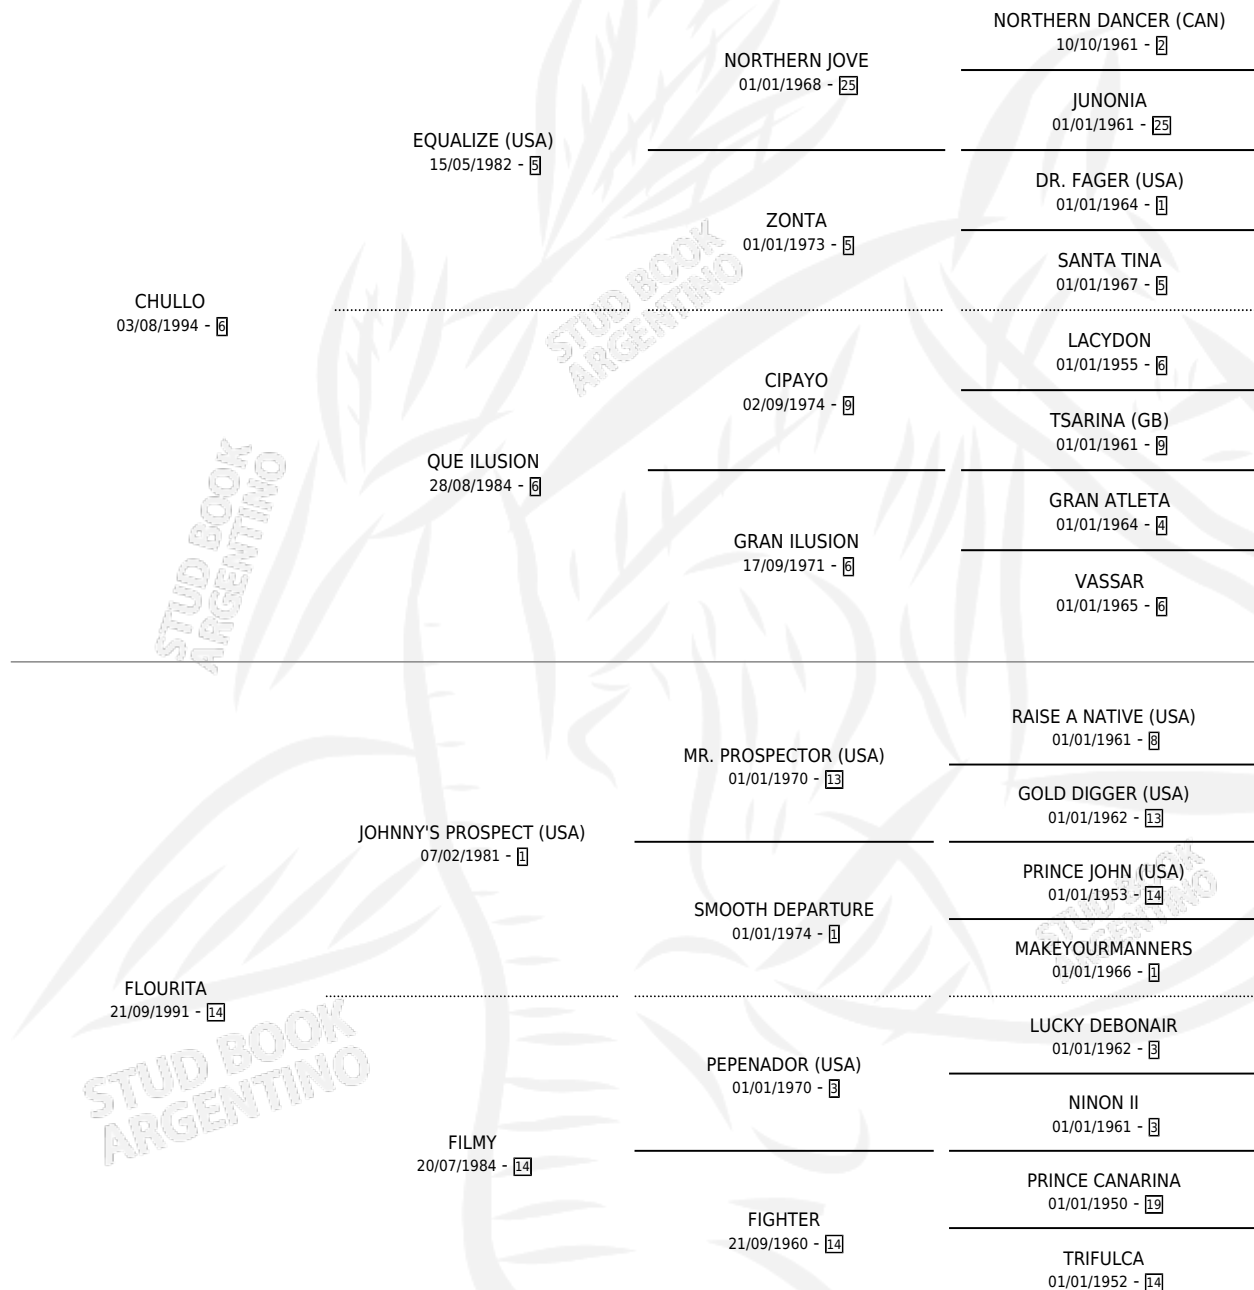 NORTHERN DANCER (CAN)
10/10/1961 - 2
NORTHERN JOVE
01/01/1968 - 25
JUNONIA
01/01/1961 - 25
EQUALIZE (USA)
15/05/1982 - 5
DR. FAGER (USA)
01/01/1964 - 1
ZONTA
01/01/1973 - 5
SANTA TINA
01/01/1967 - 5
STUD BOOK
ARGENTINO
CHULLO
03/08/1994 - 6
LACYDON
01/01/1955 - 6
CIPAYO
02/09/1974 - 9
TSARINA (GB)
01/01/1961 - 9
QUE ILUSION
28/08/1984 - 6
GRAN ATLETA
01/01/1964 - 4
GRAN ILUSION
17/09/1971 - 6
VASSAR
01/01/1965 - 6
STUD BOOK
ARGENTINO
RAISE A NATIVE (USA)
01/01/1961 - 8
MR. PROSPECTOR (USA)
01/01/1970 - 13
GOLD DIGGER (USA)
01/01/1962 - 13
JOHNNY'S PROSPECT (USA)
07/02/1981 - 1
PRINCE JOHN (USA)
01/01/1953 - 14
SMOOTH DEPARTURE
01/01/1974 - 1
MAKEYOURMANNERS
01/01/1966 - 1
STUD BOOK
ARGENTINO
FLOURITA
21/09/1991 - 14
LUCKY DEBONAIR
01/01/1962 - 3
PEPENADOR (USA)
01/01/1970 - 3
NINON II
01/01/1961 - 3
STUD BOOK
ARGENTINO
FILMY
20/07/1984 - 14
PRINCE CANARINA
01/01/1950 - 19
FIGHTER
21/09/1960 - 14
TRIFULCA
01/01/1952 - 14